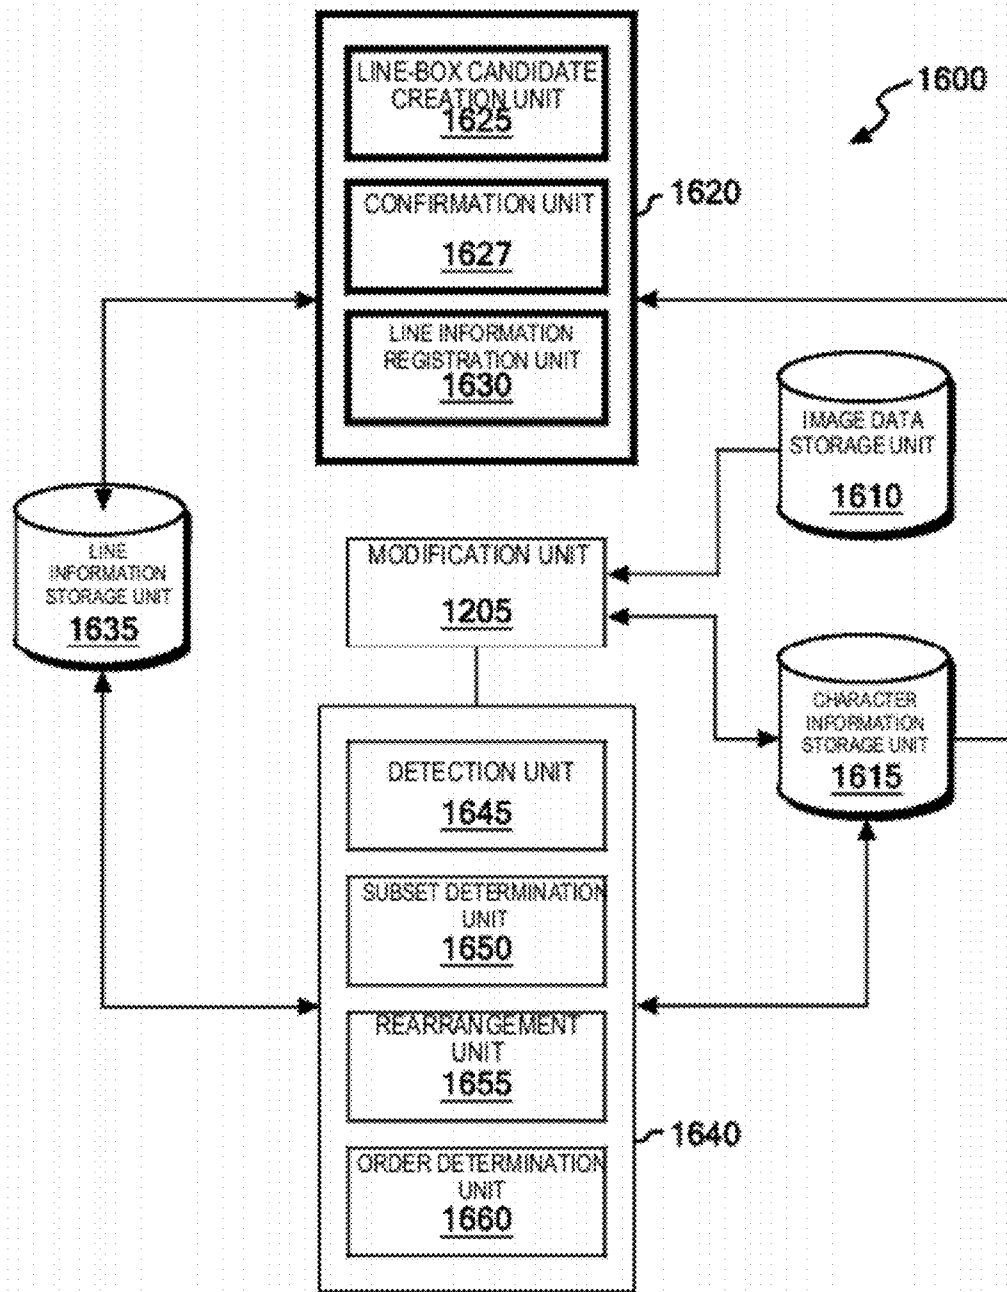 LINE-BOX CANDIDATE
CREATION UNIT
1625
1600
CONFIRMATION UNIT
1627
1620
LINE INFORMATION
REGISTRATION UNIT
1630
IMAGE DATA
STORAGE UNIT
1610
LINE
INFORMATION
STORAGE UNIT
1635
MODIFICATION UNIT
1205
CHARACTER
INFORMATION
STORAGE UNIT
1615
DETECTION UNIT
1645
SUBSET DETERMINATION
UNIT
1650
REARRANGEMENT
UNIT
1655
1640
ORDER DETERMINATION
UNIT
1660